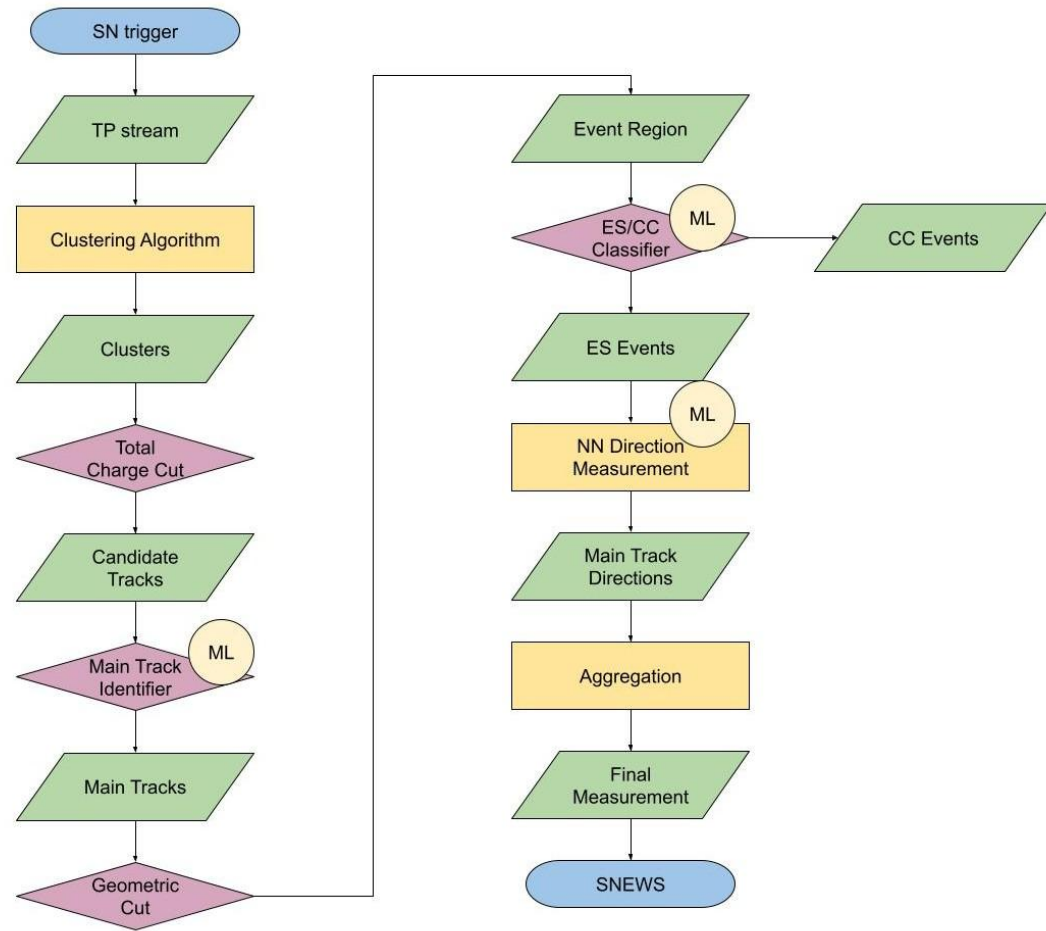 SN trigger
TP stream
Clustering Algorithm
Clusters
Total
Charge Cut
Candidate
Tracks
ML
Main Track
Identifier
Main Tracks
Geometric
Cut
Event Region
ML
ES/CC
Classifier
CC Events
ES Events
ML
NN Direction
Measurement
Main Track
Directions
Aggregation
Final
Measurement
SNEWS